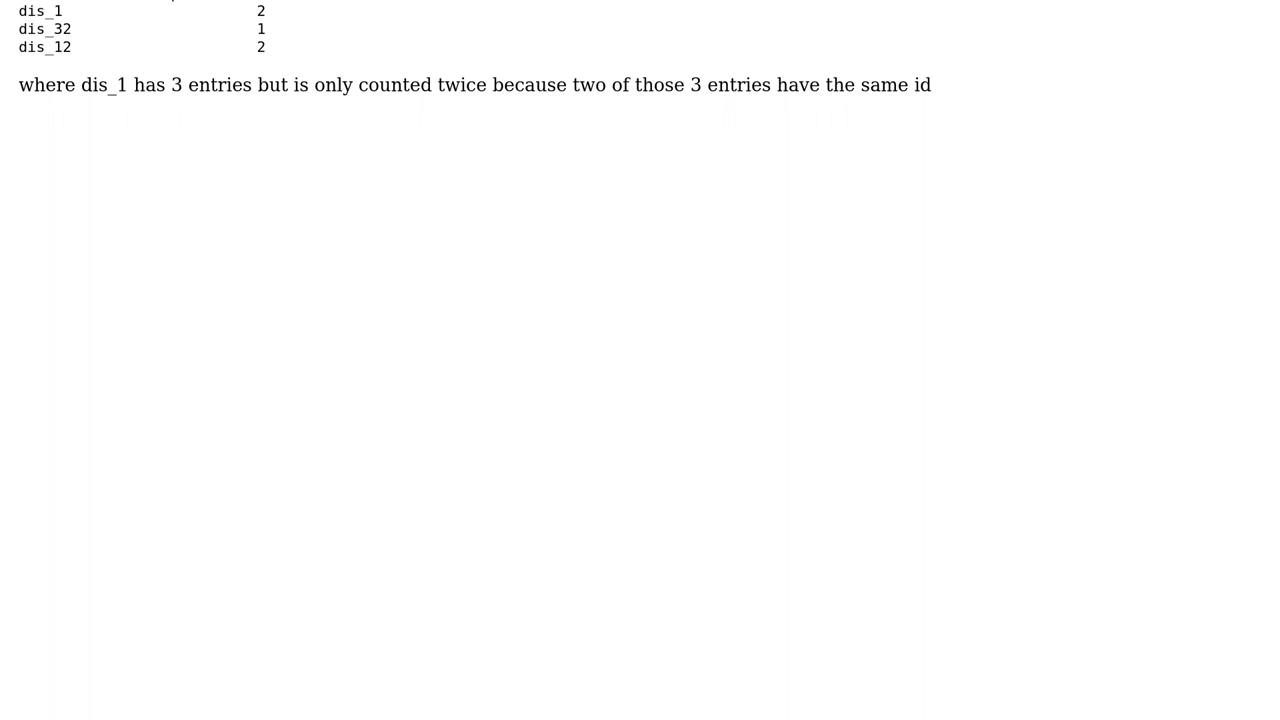 dis_1 2
dis_32 1
dis_12 2
where dis_1 has 3 entries but is only counted twice because two of those 3 entries have the same id